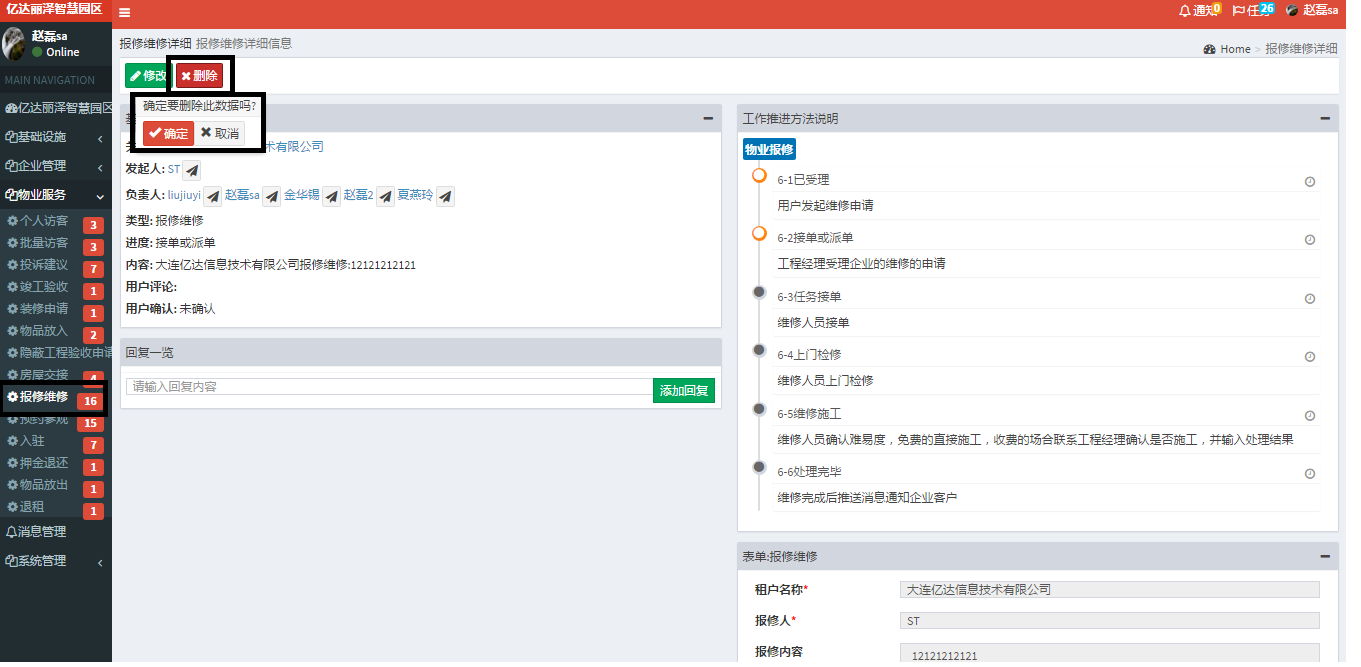 亿达丽泽智慧园区
通知 0
任务 26
赵磊sa
赵磊sa
Online
MAIN NAVIGATION
亿达丽泽智慧园区
基础设施
企业管理
物业服务
个人访客 3
批量访客 3
投诉建议 7
竣工验收 1
装修申请 1
物品放入 2
隐蔽工程验收申请
房屋交接 4
报修维修 16
预约参观 15
入驻 7
押金退还 1
物品放出 1
退租 1
消息管理
系统管理
报修维修详细 报修维修详细信息
Home > 报修维修详细
修改
删除
确定要删除此数据吗?
确定 取消
术有限公司
发起人: ST
负责人: liujiuyi 赵磊sa 金华锡 赵磊2 夏燕玲
类型: 报修维修
进度: 接单或派单
内容: 大连亿达信息技术有限公司报修维修:12121212121
用户评论:
用户确认: 未确认
回复一览
请输入回复内容
添加回复
工作推进方法说明
物业报修
6-1已受理
用户发起维修申请
6-2接单或派单
工程经理受理企业的维修的申请
6-3任务接单
维修人员接单
6-4上门检修
维修人员上门检修
6-5维修施工
维修人员确认难易度，免费的直接施工，收费的场合联系工程经理确认是否施工，并输入处理结果
6-6处理完毕
维修完成后推送消息通知企业客户
表单:报修维修
租户名称*
大连亿达信息技术有限公司
报修人*
ST
报修内容
12121212121